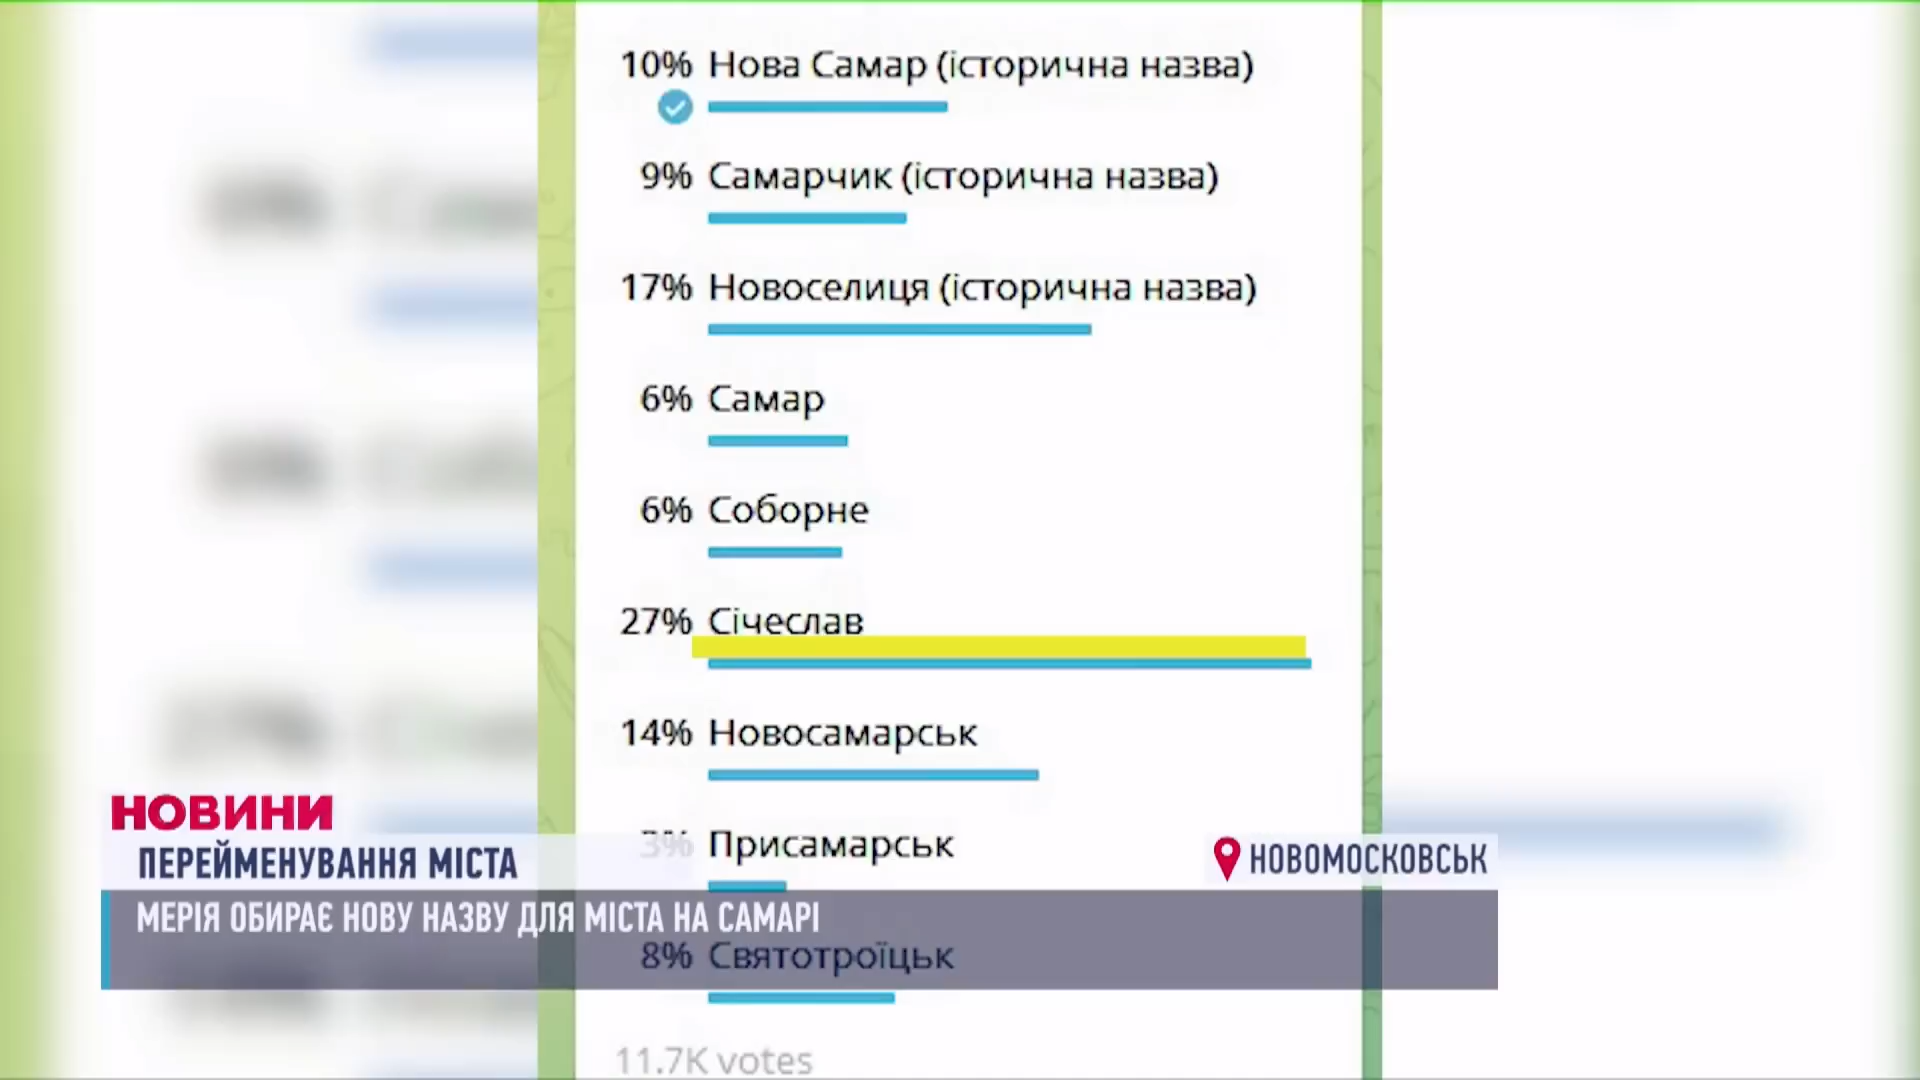 10% Нова Самар (історична назва)
9% Самарчик (історична назва)
17% Новоселиця (історична назва)
6% Самар
6% Соборне
27% Січеслав
14% Новосамарськ
3% Присамарськ
НОВИНИ
ПЕРЕЙМЕНУВАННЯ МІСТА
НОВОМОСКОВСЬК
МЕРІЯ ОБИРАЄ НОВУ НАЗВУ ДЛЯ МІСТА НА САМАРІ
8% Святотроїцьк
11.7K votes